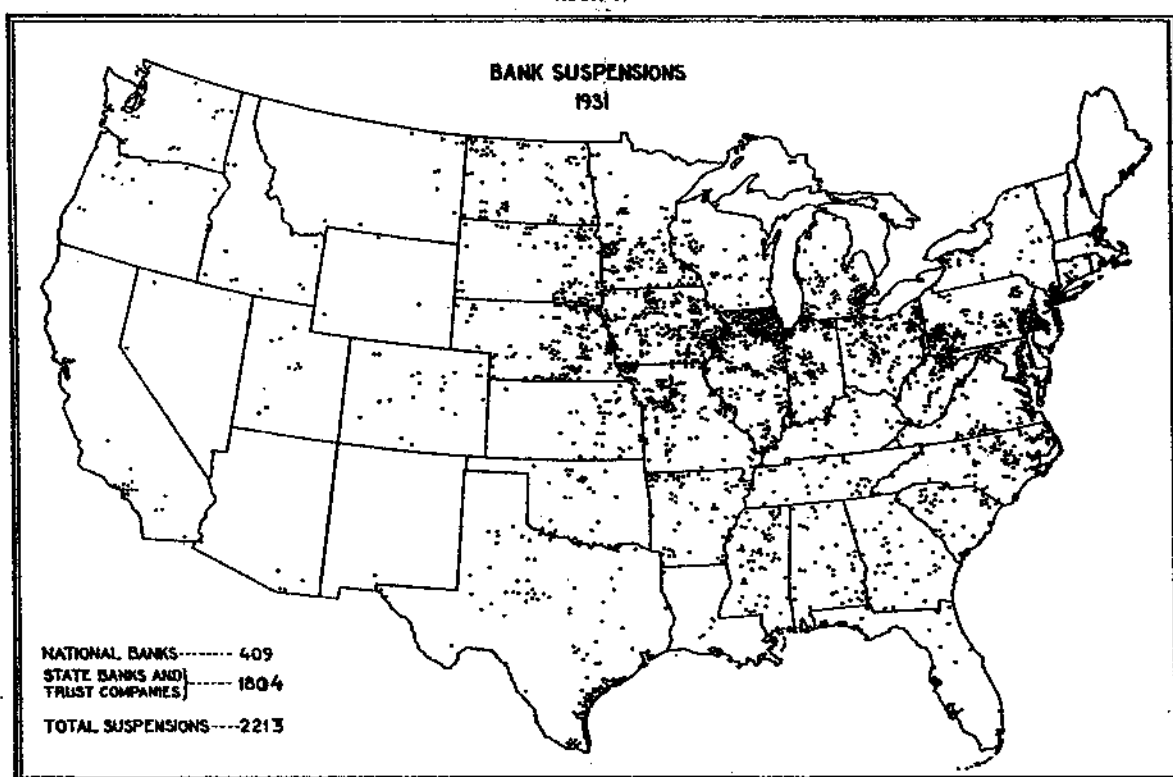 BANK SUSPENSIONS
1931
NATIONAL BANKS------- 409
STATE BANKS AND
TRUST COMPANIES}------ 1804
TOTAL SUSPENSIONS----2213